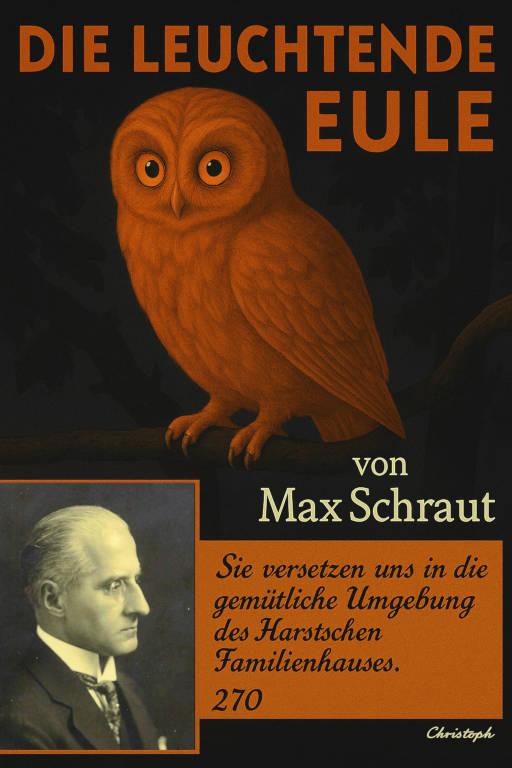 DIE LEUCHTENDE
EULE
von
Max Schraut
Sie versetzen uns in die
gemütliche Umgebung
des Harstschen
Familienhauses.
270
Christoph